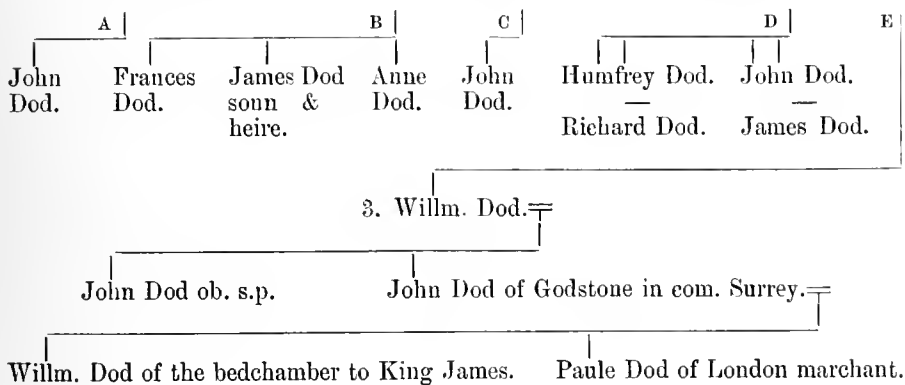 A B C D E
John Frances James Dod Anne John Humfrey Dod. John Dod.
Dod. Dod. sonn & Dod. Dod. — —
heire. Richard Dod. James Dod.
3. Willm. Dod.
John Dod ob. s.p. John Dod of Godstone in com. Surrey.
Willm. Dod of the bedchamber to King James. Paule Dod of London marchant.